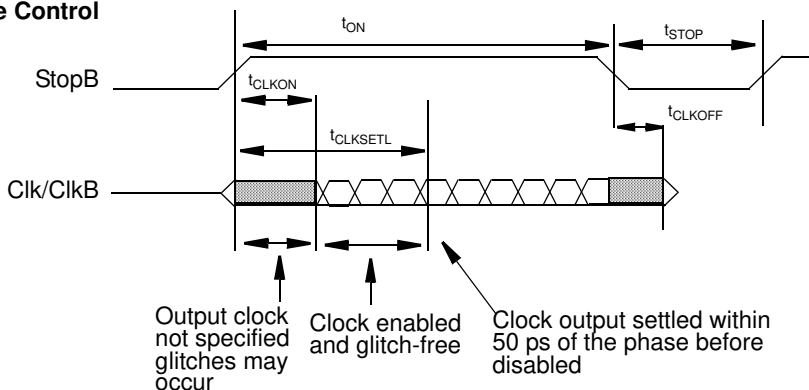 e Control
tON
tSTOP
StopB
tCLKON
tCLKOFF
tCLKSETL
Clk/ClkB
Output clock
not specified
glitches may
occur
Clock enabled
and glitch-free
Clock output settled within
50 ps of the phase before
disabled